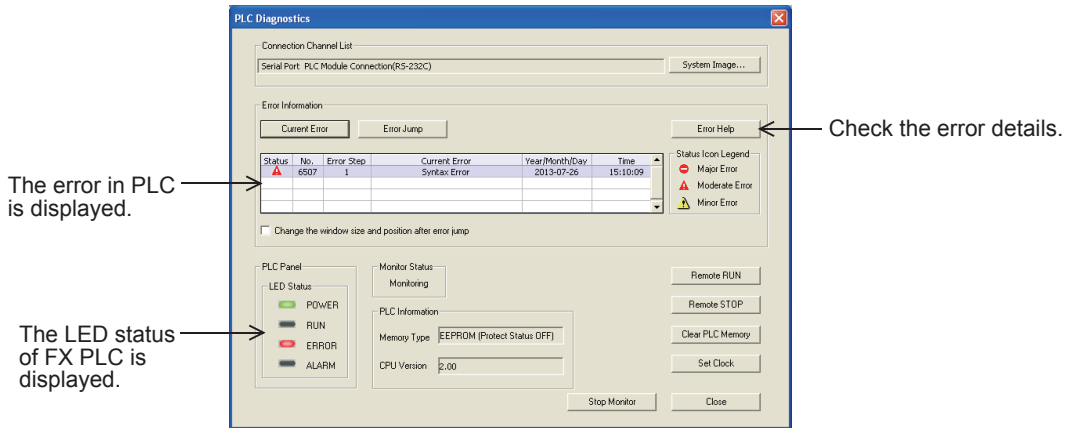 PLC Diagnostics
Connection Channel List
Serial Port PLC Module Connection(RS-232C)
System Image...
Error Information
Current Error
Error Jump
Error Help
Check the error details.
Status No. Error Step Current Error Year/Month/Day Time
6507 1 Syntax Error 2013-07-26 15:10:09
Status Icon Legend
Major Error
Moderate Error
Minor Error
The error in PLC
is displayed.
Change the window size and position after error jump
PLC Panel
LED Status
POWER
RUN
ERROR
ALARM
The LED status
of FX PLC is
displayed.
Monitor Status
Monitoring
PLC Information
Memory Type EEPROM (Protect Status OFF)
CPU Version 2.00
Remote RUN
Remote STOP
Clear PLC Memory
Set Clock
Stop Monitor
Close